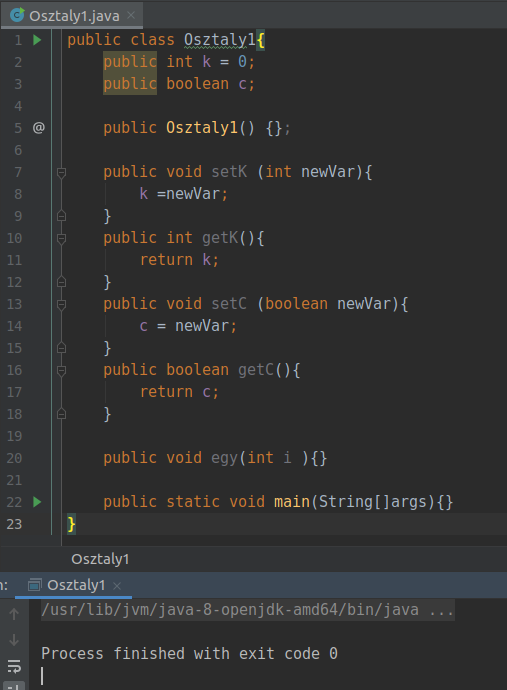 Osztaly1.java
1 public class Osztaly1{
2 public int k = 0;
3 public boolean c;
4
5 @ public Osztaly1() {};
6
7 public void setK (int newVar){
8 k =newVar;
9 }
10 public int getK(){
11 return k;
12 }
13 public void setC (boolean newVar){
14 c = newVar;
15 }
16 public boolean getC(){
17 return c;
18 }
19
20 public void egy(int i ){}
21
22 public static void main(String[]args){}
23 }
Osztaly1
n: Osztaly1
/usr/lib/jvm/java-8-openjdk-amd64/bin/java ...
Process finished with exit code 0